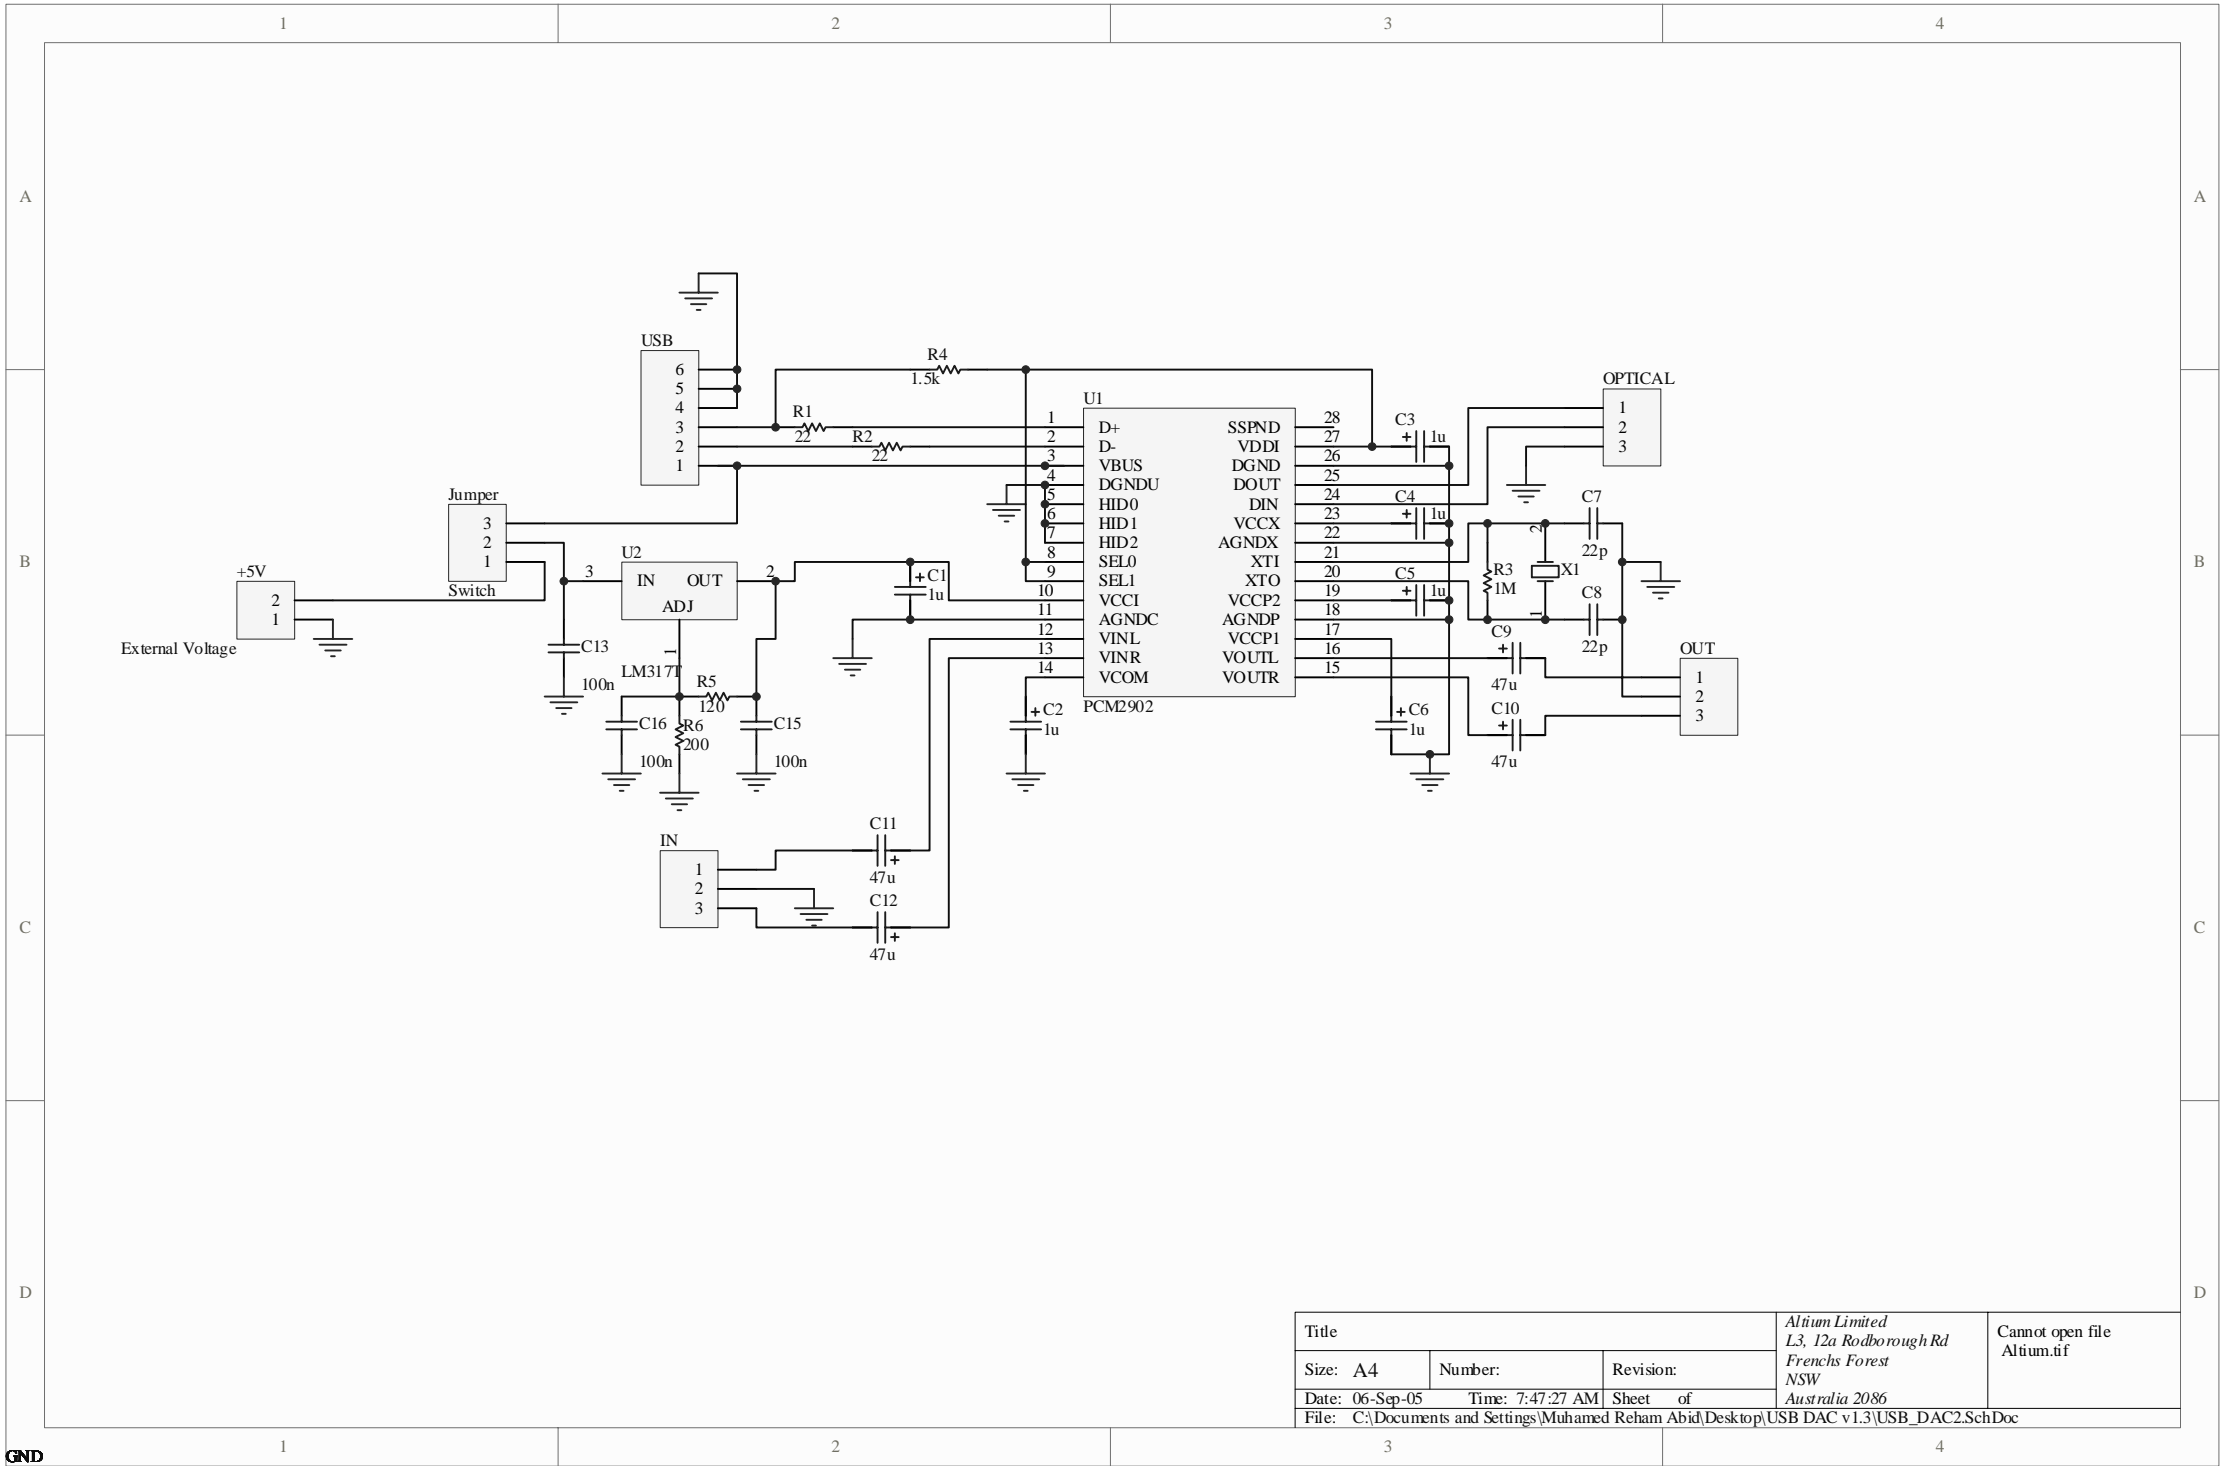 1 2 3 4
A A
USB
6
5
4
3
2
1
R4
1.5k
R1
22
R2
22
Jumper
3
2
1
Switch
+5V
2
1
External Voltage
U2
3 IN OUT 2
ADJ
1
LM317T
C13
100n
R5
120
C16
100n
R6
200
C15
100n
C1
1u
U1
1 D+
2 D-
3 VBUS
4 DGNDU
5 HID0
6 HID1
7 HID2
8 SEL0
9 SEL1
10 VCCI
11 AGNDC
12 VINL
13 VINR
14 VCOM
SSPND 28
VDDI 27
DGND 26
DOUT 25
DIN 24
VCCX 23
AGNDX 22
XTI 21
XTO 20
VCCP2 19
AGNDP 18
VCCP1 17
VOUTL 16
VOUTR 15
PCM2902
C2
1u
C3
1u
C4
1u
C5
1u
C6
1u
OPTICAL
1
2
3
C7
22p
R3
1M
2
X1
1
C8
22p
C9
47u
C10
47u
OUT
1
2
3
B B
IN
1
2
3
C11
47u
C12
47u
C C
D D
Title
Size: A4 Number: Revision:
Date: 06-Sep-05 Time: 7:47:27 AM Sheet of
File: C:\Documents and Settings\Muhamed Reham Abid\Desktop\USB DAC v1.3\USB_DAC2.SchDoc
Altium Limited
L3, 12a Rodborough Rd
Frenchs Forest
NSW
Australia 2086
Cannot open file
Altium.tif
1 2 3 4
GND